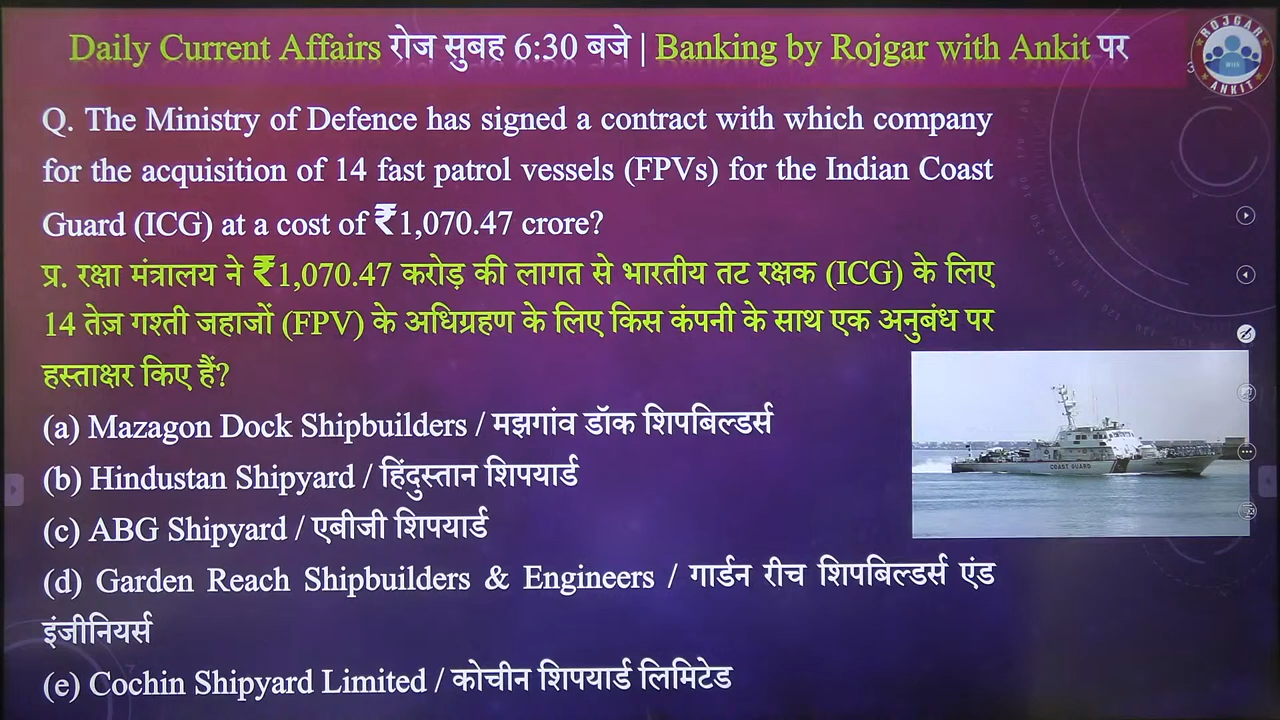 Daily Current Affairs रोज सुबह 6:30 बजे | Banking by Rojgar with Ankit पर
ROJGAR
WITH
ANKIT
Q. The Ministry of Defence has signed a contract with which company
for the acquisition of 14 fast patrol vessels (FPVs) for the Indian Coast
Guard (ICG) at a cost of ₹1,070.47 crore?
प्र. रक्षा मंत्रालय ने ₹1,070.47 करोड़ की लागत से भारतीय तट रक्षक (ICG) के लिए
14 तेज़ गश्ती जहाजों (FPV) के अधिग्रहण के लिए किस कंपनी के साथ एक अनुबंध पर
हस्ताक्षर किए हैं?
(a) Mazagon Dock Shipbuilders / मझगांव डॉक शिपबिल्डर्स
(b) Hindustan Shipyard / हिंदुस्तान शिपयार्ड
(c) ABG Shipyard / एबीजी शिपयार्ड
COAST GUARD
(d) Garden Reach Shipbuilders & Engineers / गार्डन रीच शिपबिल्डर्स एंड
इंजीनियर्स
(e) Cochin Shipyard Limited / कोचीन शिपयार्ड लिमिटेड